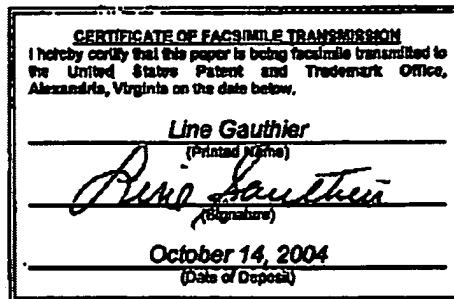 CERTIFICATE OF FACSIMILE TRANSMISSION
I hereby certify that this paper is being facsimile transmitted to
the United States Patent and Trademark Office,
Alexandria, Virginia on the date below.
Line Gauthier
(Printed Name)
Line Gauthier
(Signature)
October 14, 2004
(Date of Deposit)